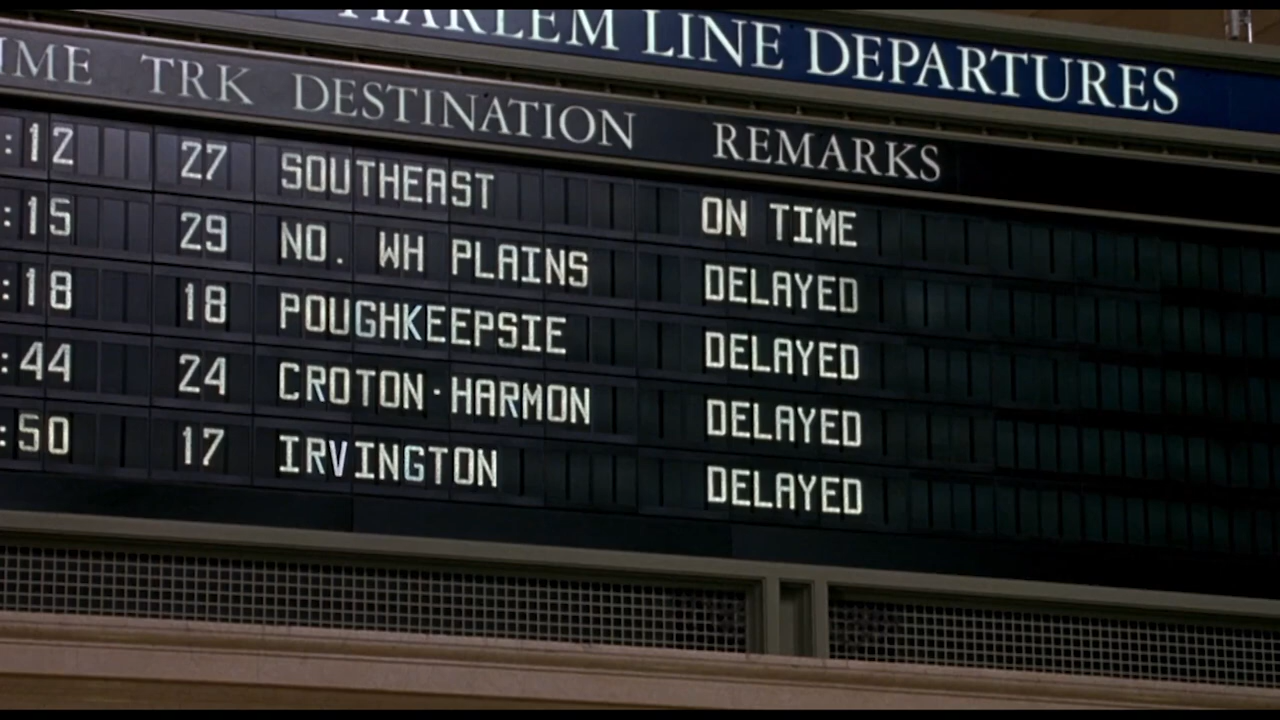 HARLEM LINE DEPARTURES
TRK DESTINATION REMARKS
:12 27 SOUTHEAST ON TIME
:15 29 NO. WH PLAINS DELAYED
:18 18 POUGHKEEPSIE DELAYED
:44 24 CROTON-HARMON DELAYED
:50 17 IRVINGTON DELAYED